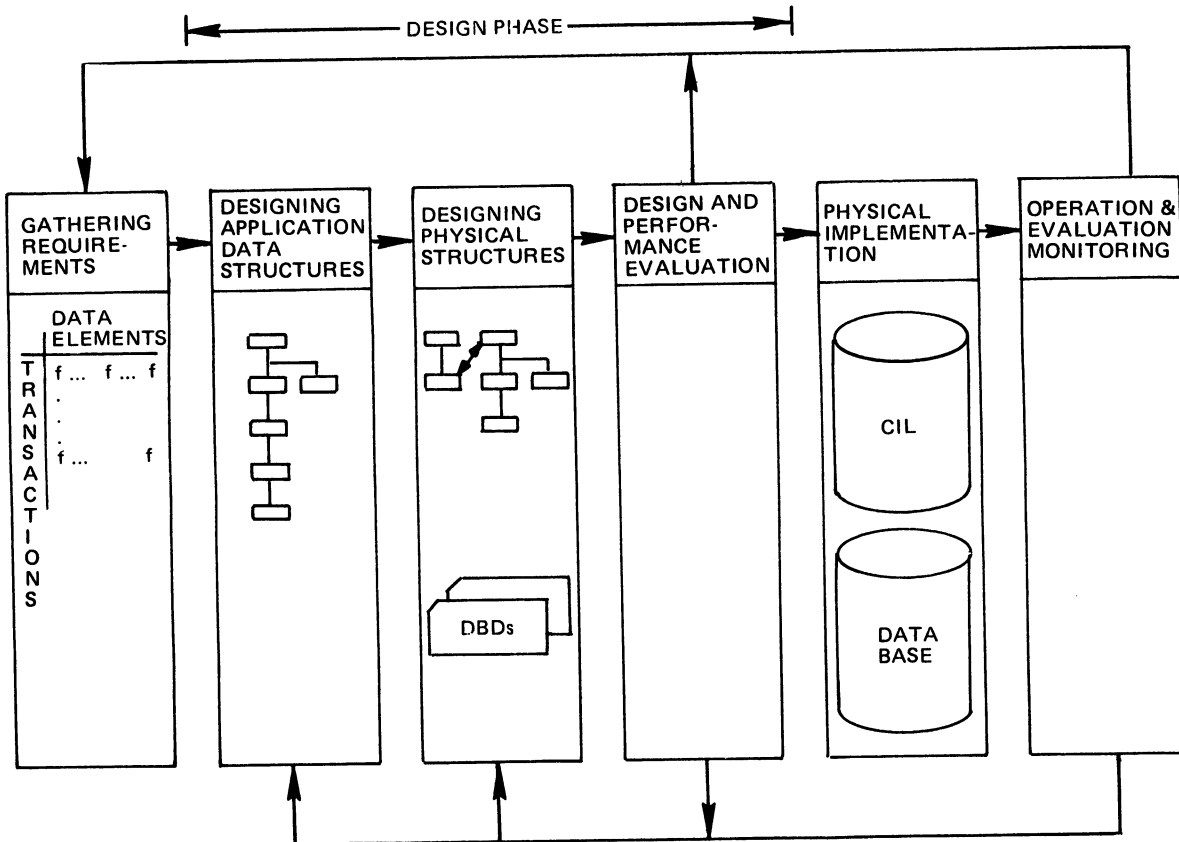 DESIGN PHASE
GATHERING
REQUIRE-
MENTS
DATA
ELEMENTS
TRANSACTIONS
f ... f ... f
.
.
.
f ... f
DESIGNING
APPLICATION
DATA
STRUCTURES
DESIGNING
PHYSICAL
STRUCTURES
DBDs
DESIGN AND
PERFOR-
MANCE
EVALUATION
PHYSICAL
IMPLEMENTA-
TION
CIL
DATA
BASE
OPERATION &
EVALUATION
MONITORING